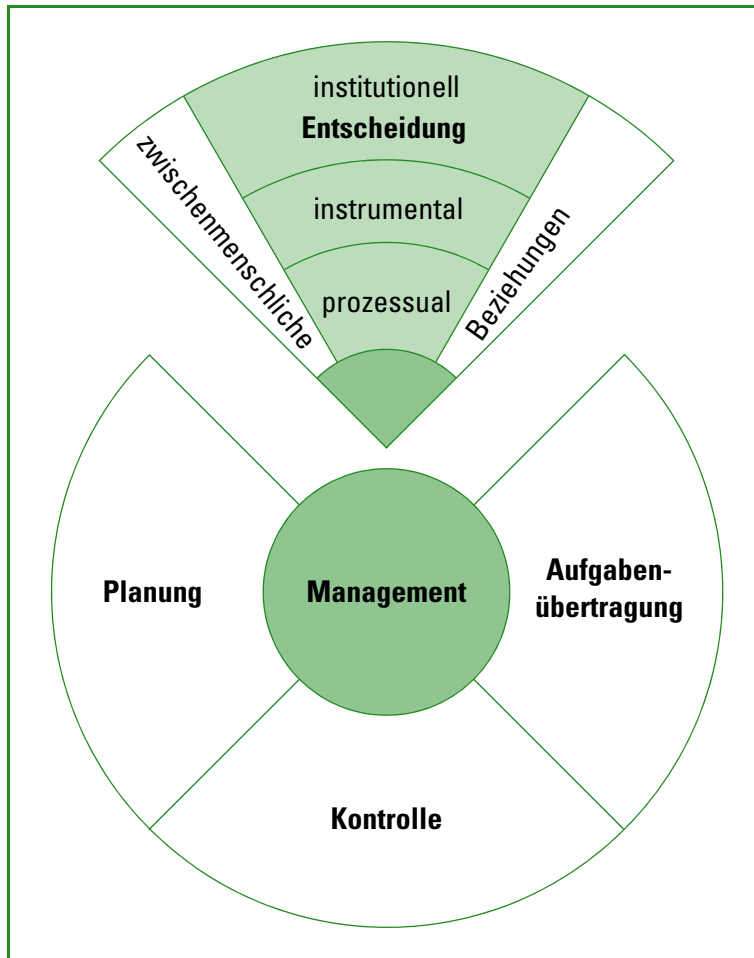 institutionell
Entscheidung
zwischenmenschliche
instrumental
Beziehungen
prozessual
Planung
Management
Aufgaben-
übertragung
Kontrolle